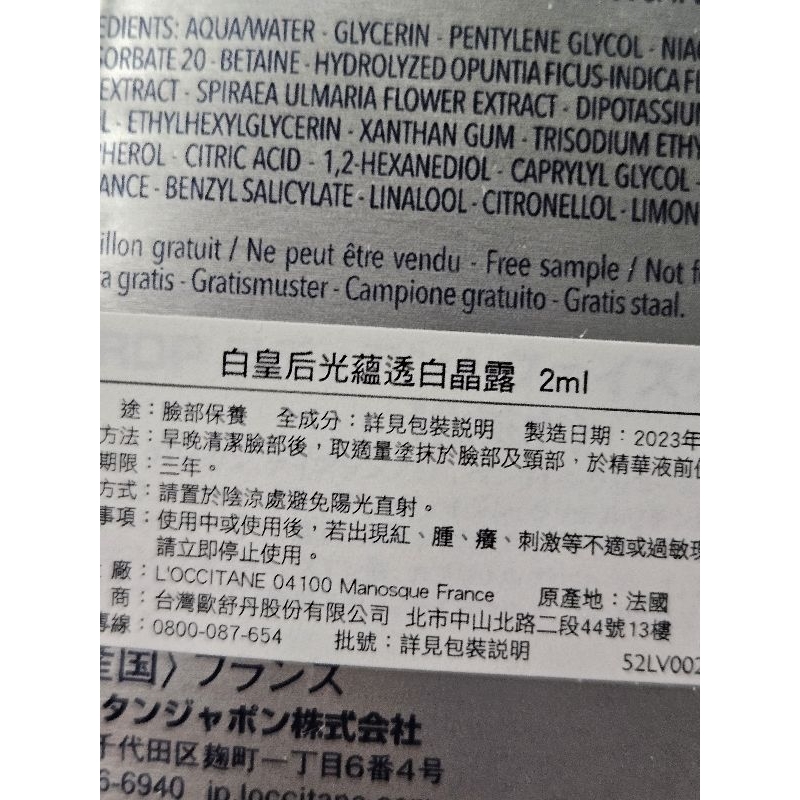 EDIENTS: AQUA/WATER - GLYCERIN - PENTYLENE GLYCOL - NIA
ORBATE 20 - BETAINE - HYDROLYZED OPUNTIA FICUS-INDICA FL
EXTRACT - SPIRAEA ULMARIA FLOWER EXTRACT - DIPOTASSIU
L - ETHYLHEXYLGLYCERIN - XANTHAN GUM - TRISODIUM ETHY
PHEROL - CITRIC ACID - 1,2-HEXANEDIOL - CAPRYLYL GLYCOL -
ANCE - BENZYL SALICYLATE - LINALOOL - CITRONELLOL - LIMON
illon gratuit / Ne peut être vendu - Free sample / Not f
a gratis - Gratismuster - Campione gratuito - Gratis staal.
白皇后光蘊透白晶露 2ml
途：臉部保養 全成分：詳見包裝說明 製造日期：2023年
方法：早晚清潔臉部後，取適量塗抹於臉部及頸部，於精華液前使
期限：三年。
方式：請置於陰涼處避免陽光直射。
事項：使用中或使用後，若出現紅、腫、癢、刺激等不適或過敏現
請立即停止使用。
廠：L'OCCITANE 04100 Manosque France 原產地：法國
商：台灣歐舒丹股份有限公司 北市中山北路二段44號13樓
專線：0800-087-654 批號：詳見包裝說明
52LV002
産国〉フランス
タンジャポン株式会社
千代田区麹町一丁目6番4号
6-6940 jp.loccitane.com